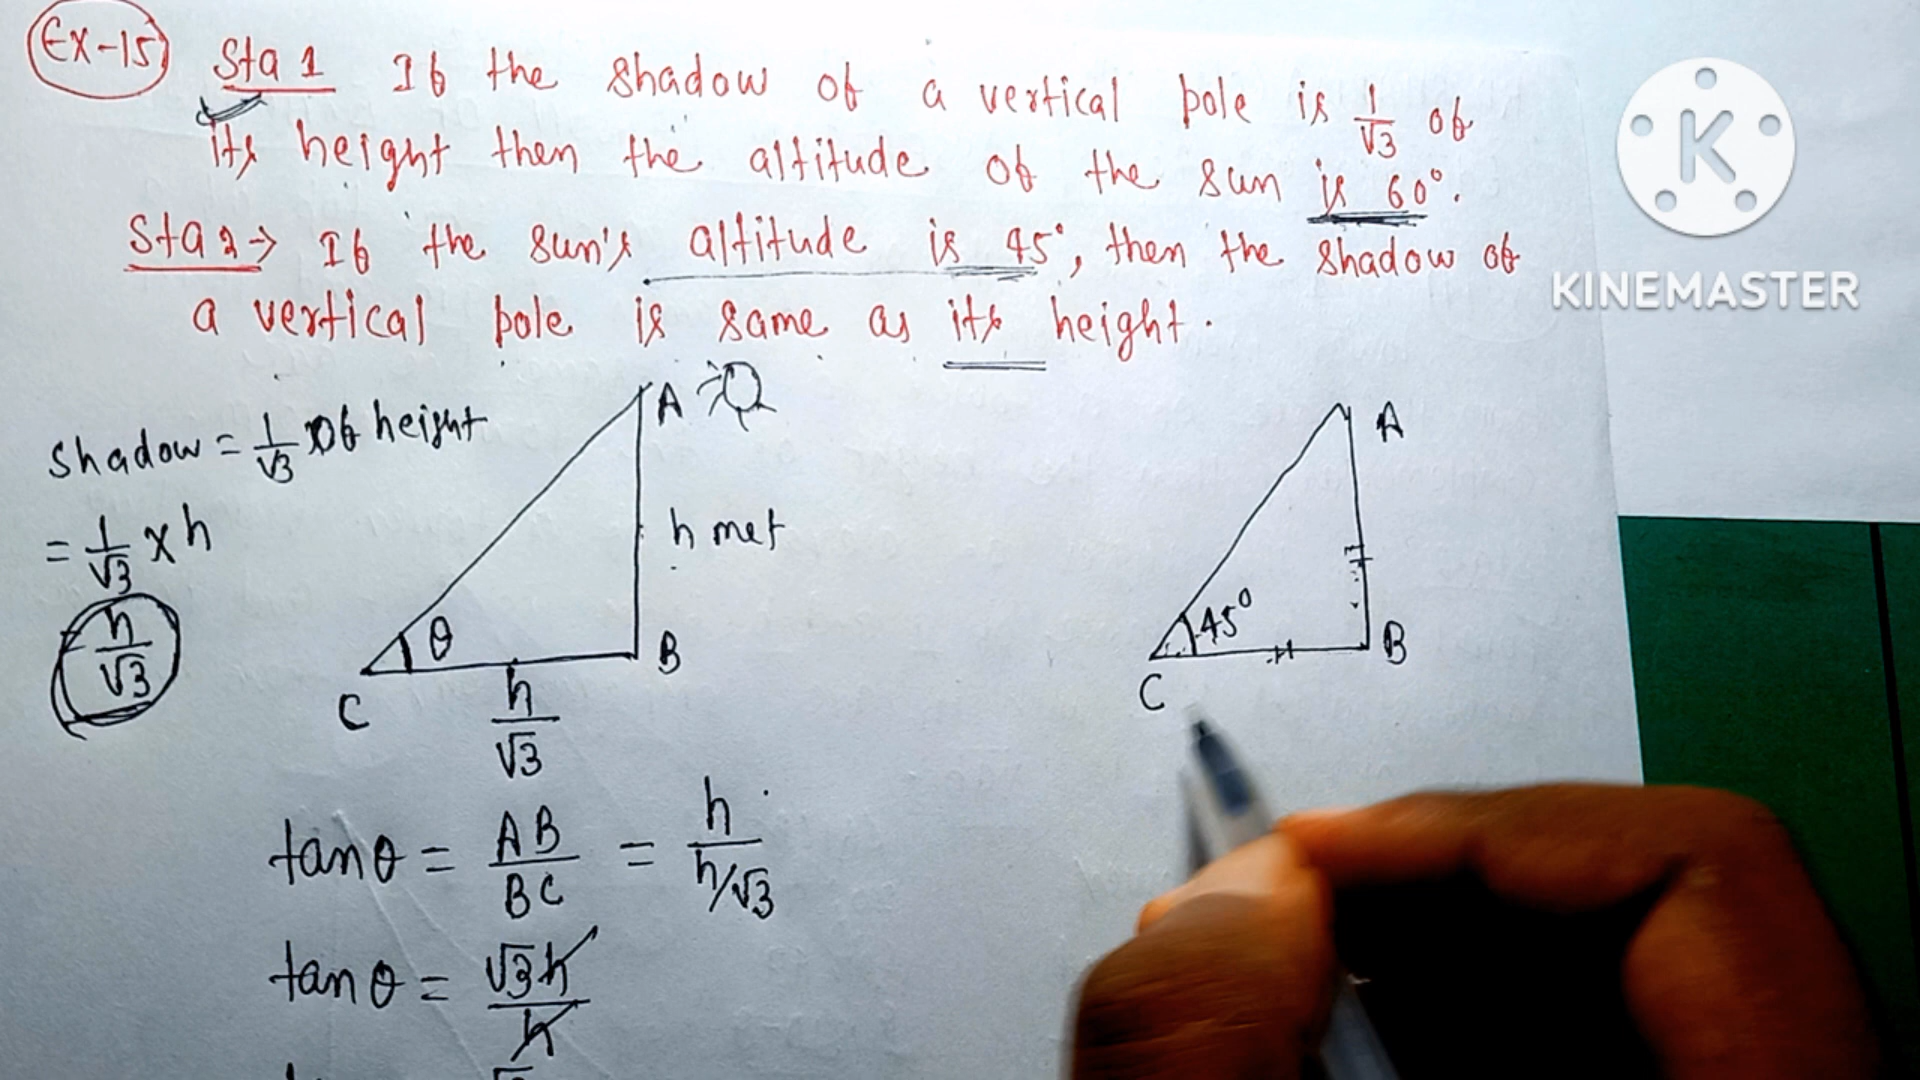 Ex-15 Sta 1 If the shadow of a vertical pole is 1/√3 of
its height then the altitude of the sun is 60°.
Sta 2→ If the sun's altitude is 45°, then the shadow of
a vertical pole is same as its height.
K
KINEMASTER
shadow = 1/√3 of height
= 1/√3 × h
= h/√3
A
h met
θ
B
C
h/√3
A
45°
B
C
tanθ = AB/BC = h/h/√3
tanθ = √3h/h